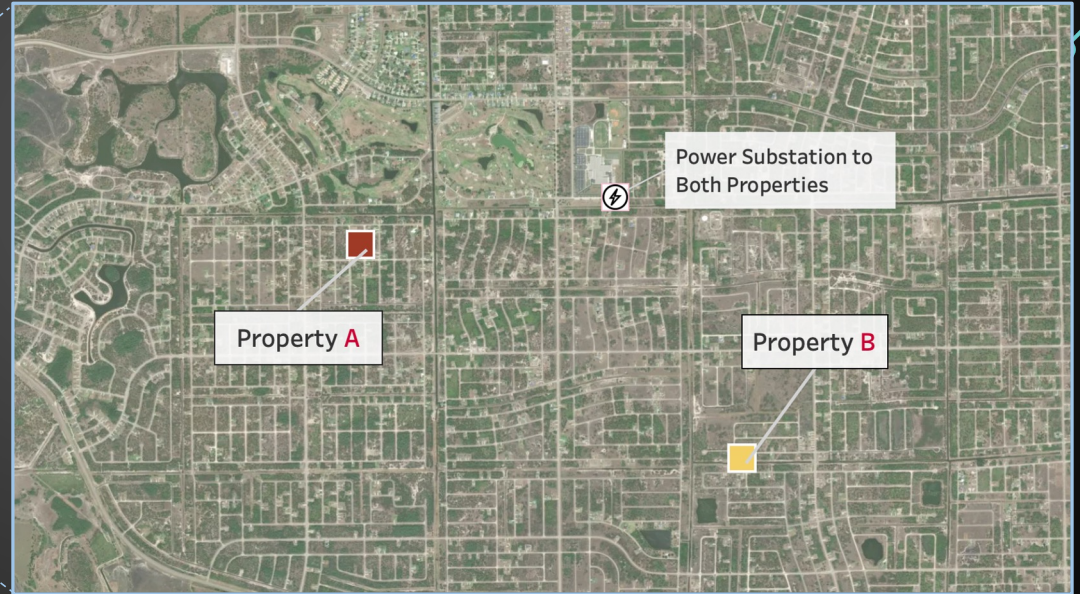 Power Substation to
Both Properties
Property A
Property B